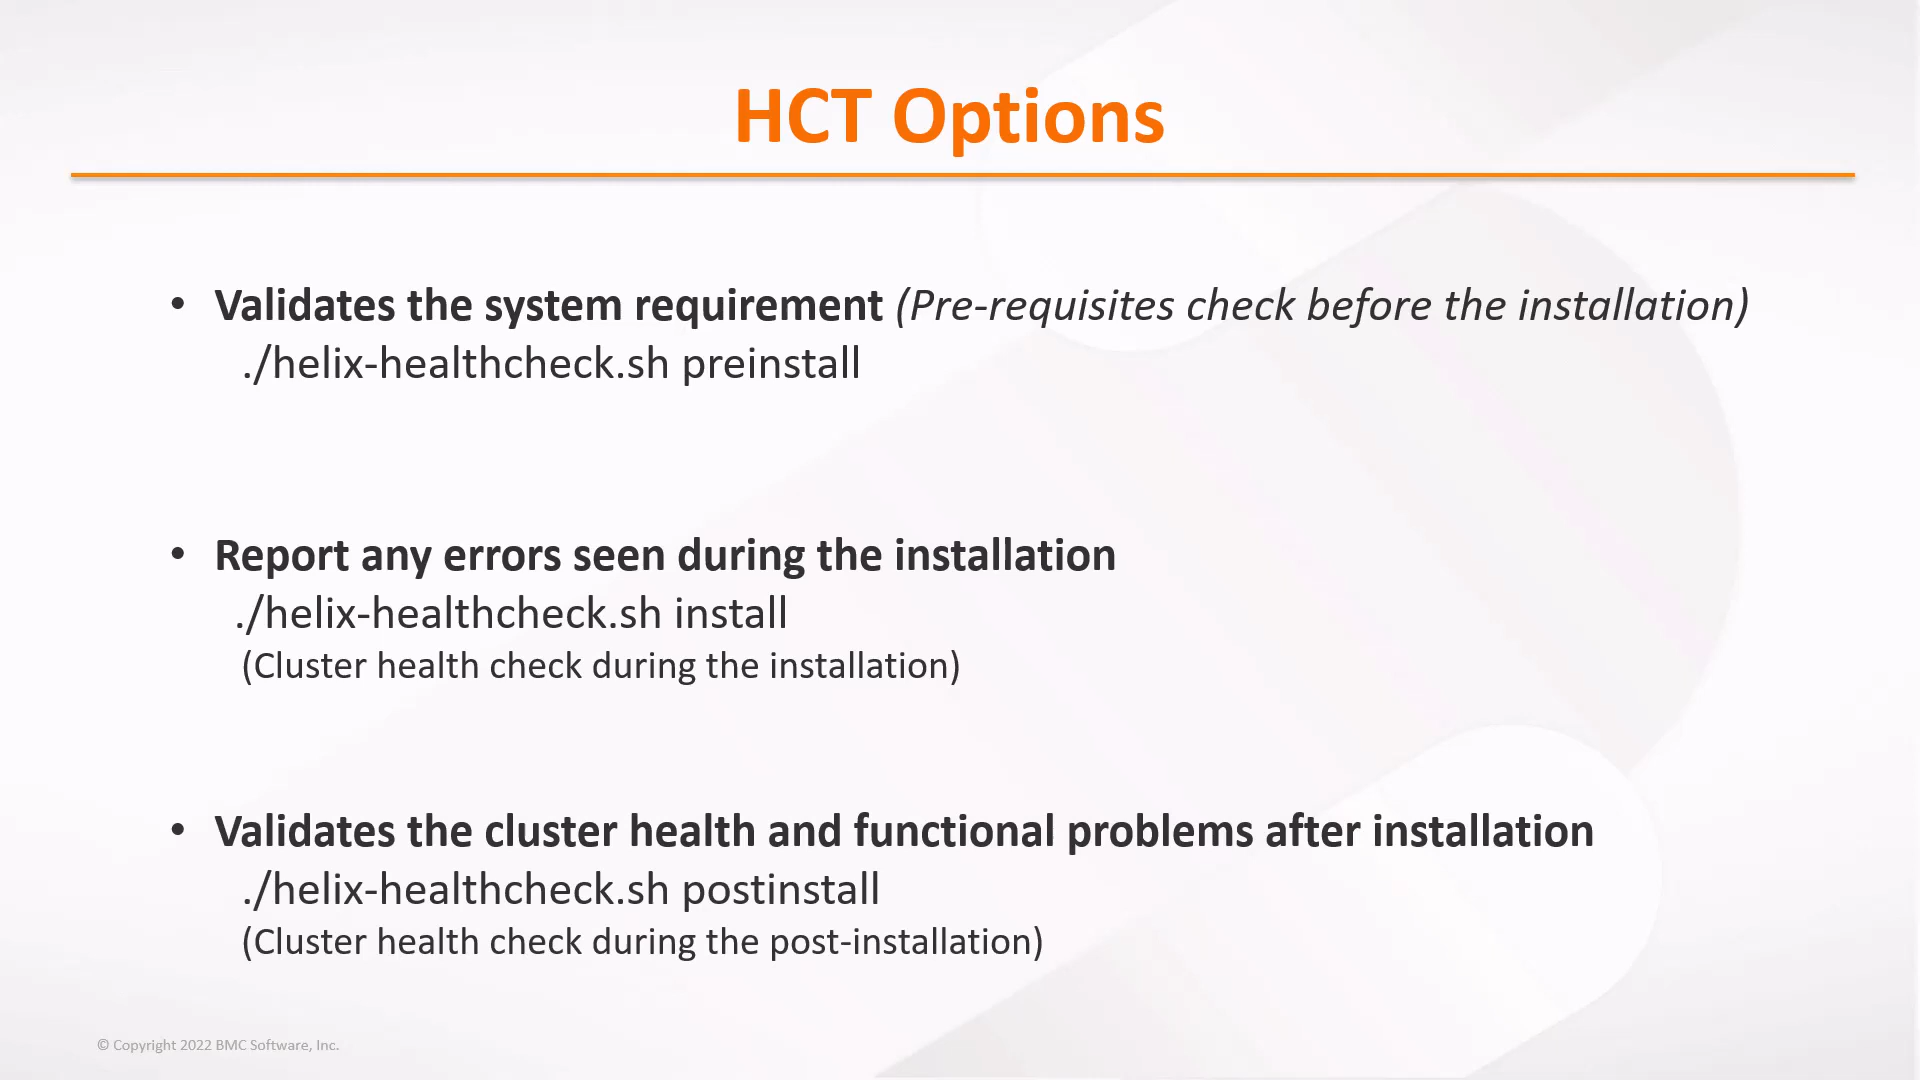 HCT Options
• Validates the system requirement (Pre-requisites check before the installation)
./helix-healthcheck.sh preinstall
• Report any errors seen during the installation
./helix-healthcheck.sh install
(Cluster health check during the installation)
• Validates the cluster health and functional problems after installation
./helix-healthcheck.sh postinstall
(Cluster health check during the post-installation)
© Copyright 2022 BMC Software, Inc.